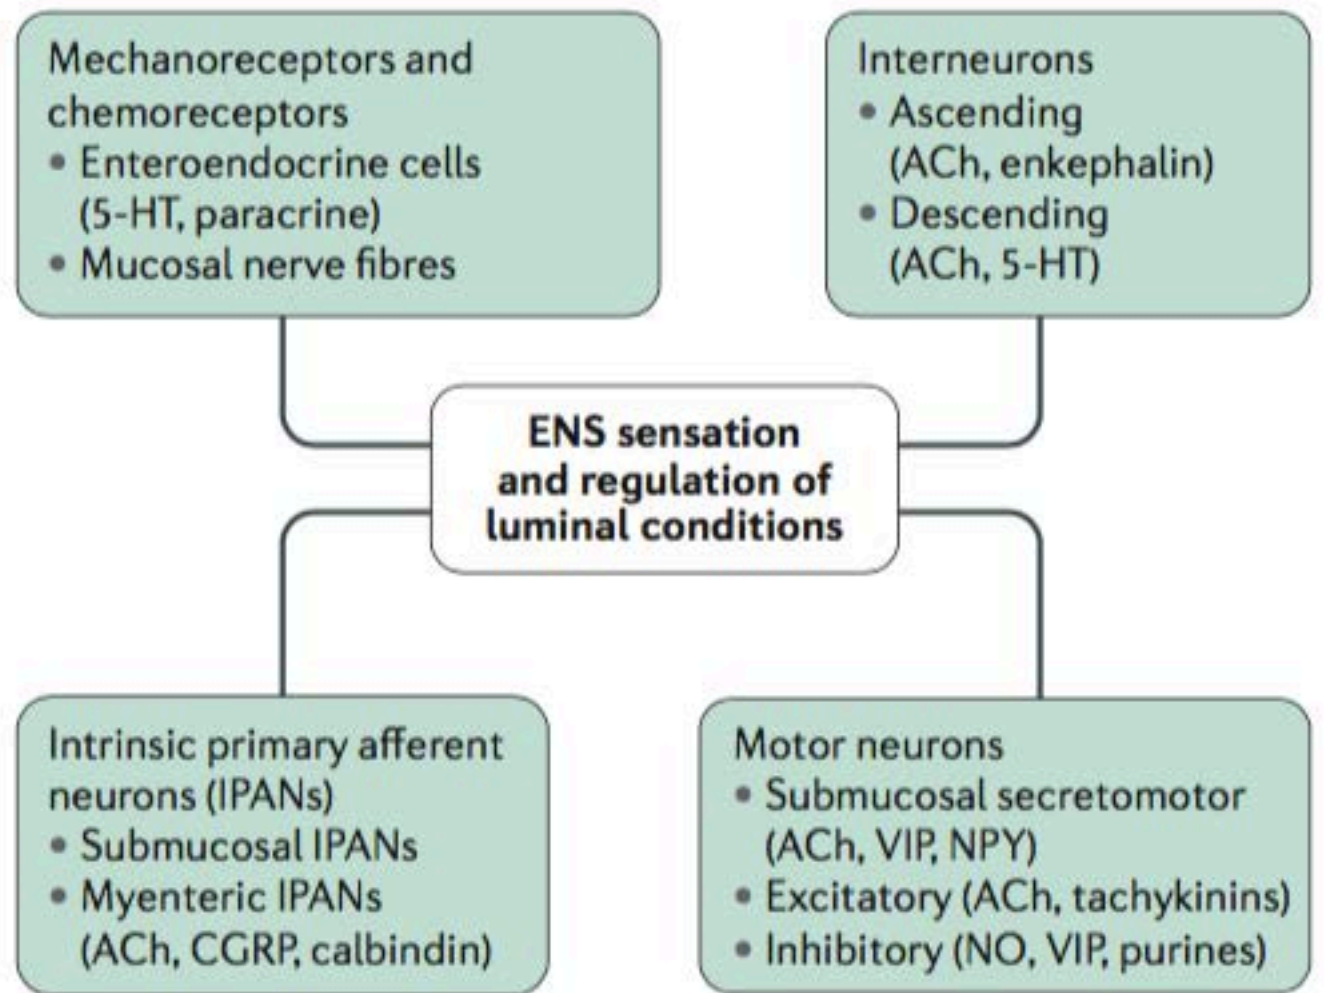 Mechanoreceptors and
chemoreceptors
• Enteroendocrine cells
(5-HT, paracrine)
• Mucosal nerve fibres
Interneurons
• Ascending
(ACh, enkephalin)
• Descending
(ACh, 5-HT)
ENS sensation
and regulation of
luminal conditions
Intrinsic primary afferent
neurons (IPANs)
• Submucosal IPANs
• Myenteric IPANs
(ACh, CGRP, calbindin)
Motor neurons
• Submucosal secretomotor
(ACh, VIP, NPY)
• Excitatory (ACh, tachykinins)
• Inhibitory (NO, VIP, purines)